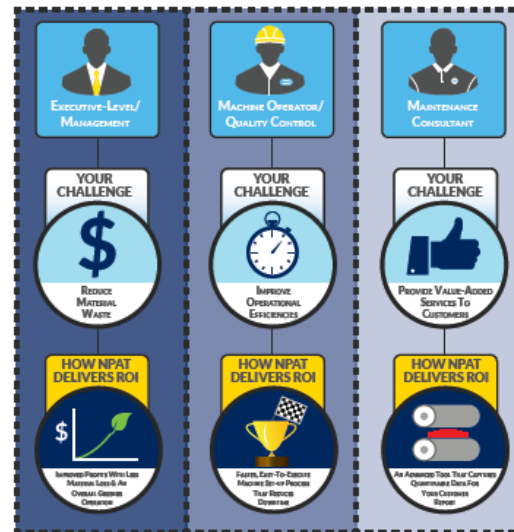 Executive-Level/
Management
YOUR
CHALLENGE
$
Reduce
Material
Waste
HOW NPAT
DELIVERS ROI
$
Improved Profits With Less
Material Loss & An
Overall Greener
Operation
Machine Operator/
Quality Control
YOUR
CHALLENGE
Improve
Operational
Efficiencies
HOW NPAT
DELIVERS ROI
Faster, Easy-To-Execute
Machine Set-up Process
That Reduces
Downtime
Maintenance
Consultant
YOUR
CHALLENGE
Provide Value-Added
Services To
Customers
HOW NPAT
DELIVERS ROI
An Advanced Tool That Captures
Quantifiable Data For
Your Customer
Report